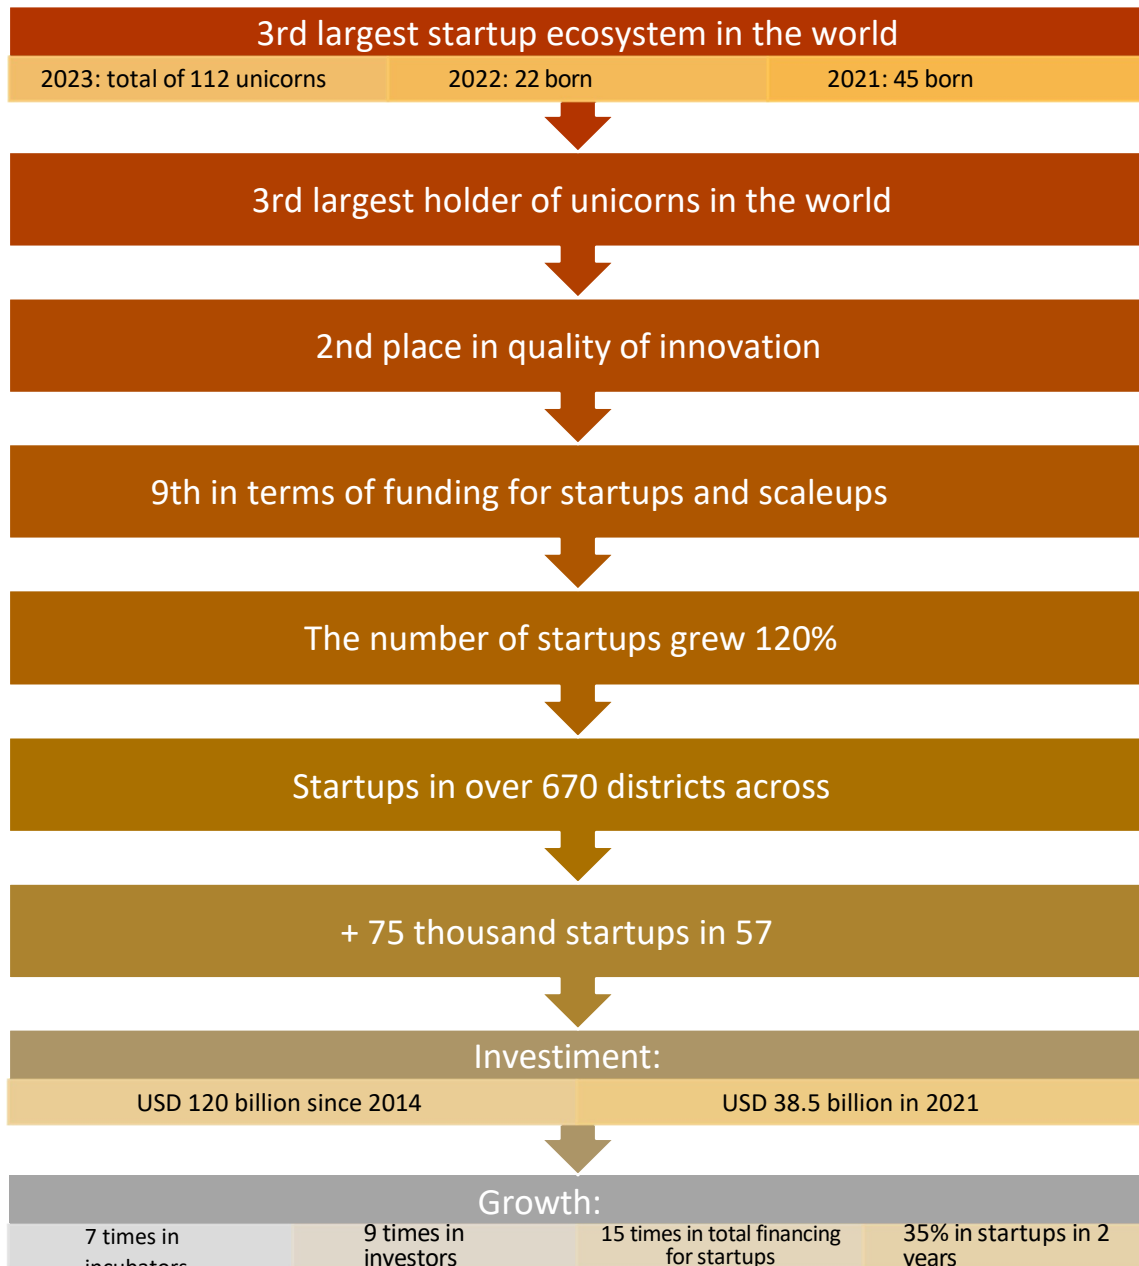 3rd largest startup ecosystem in the world
2023: total of 112 unicorns
2022: 22 born
2021: 45 born
3rd largest holder of unicorns in the world
2nd place in quality of innovation
9th in terms of funding for startups and scaleups
The number of startups grew 120%
Startups in over 670 districts across
+ 75 thousand startups in 57
Investiment:
USD 120 billion since 2014
USD 38.5 billion in 2021
Growth:
7 times in
incubators
9 times in
investors
15 times in total financing
for startups
35% in startups in 2
years